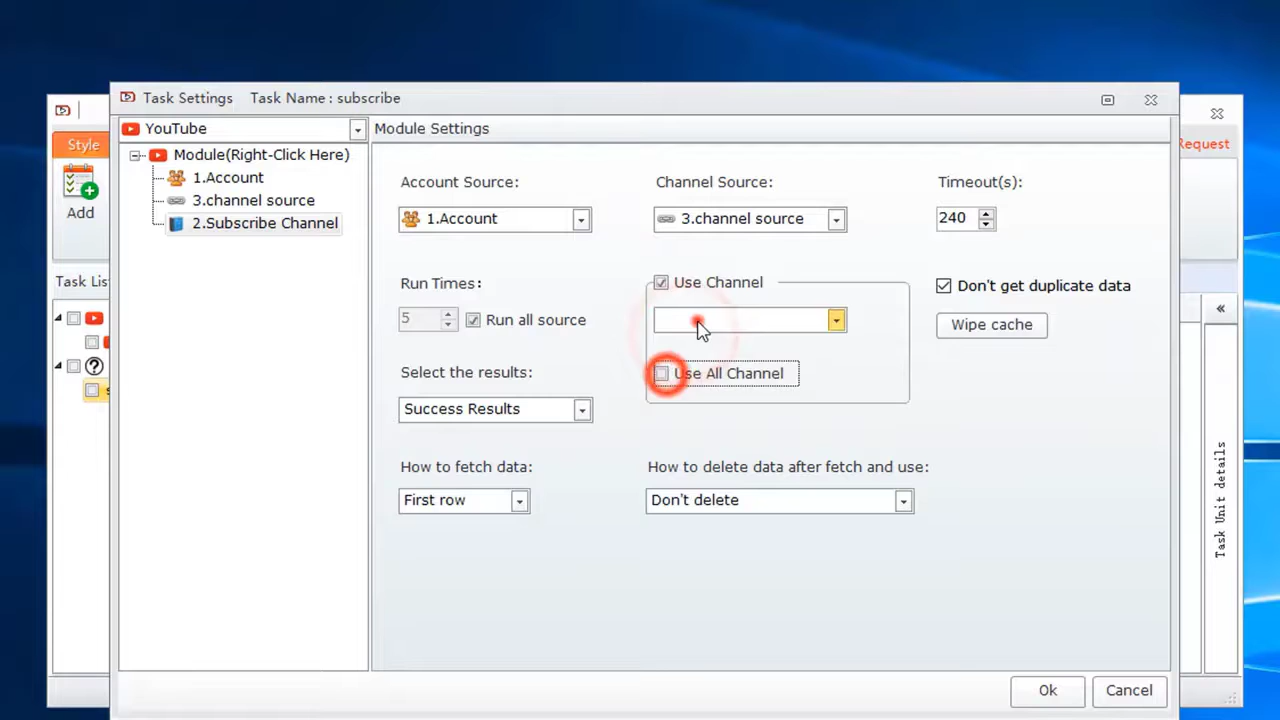 Task Settings Task Name : subscribe
Style
Request
YouTube
Module Settings
Add
Module(Right-Click Here)
1.Account
3.channel source
2.Subscribe Channel
Account Source:
Channel Source:
Timeout(s):
1.Account
3.channel source
240
Task Lis
Run Times:
Use Channel
Don't get duplicate data
5
Run all source
Wipe cache
Select the results:
Use All Channel
Success Results
How to fetch data:
How to delete data after fetch and use:
First row
Don't delete
Task Unit details
Ok
Cancel